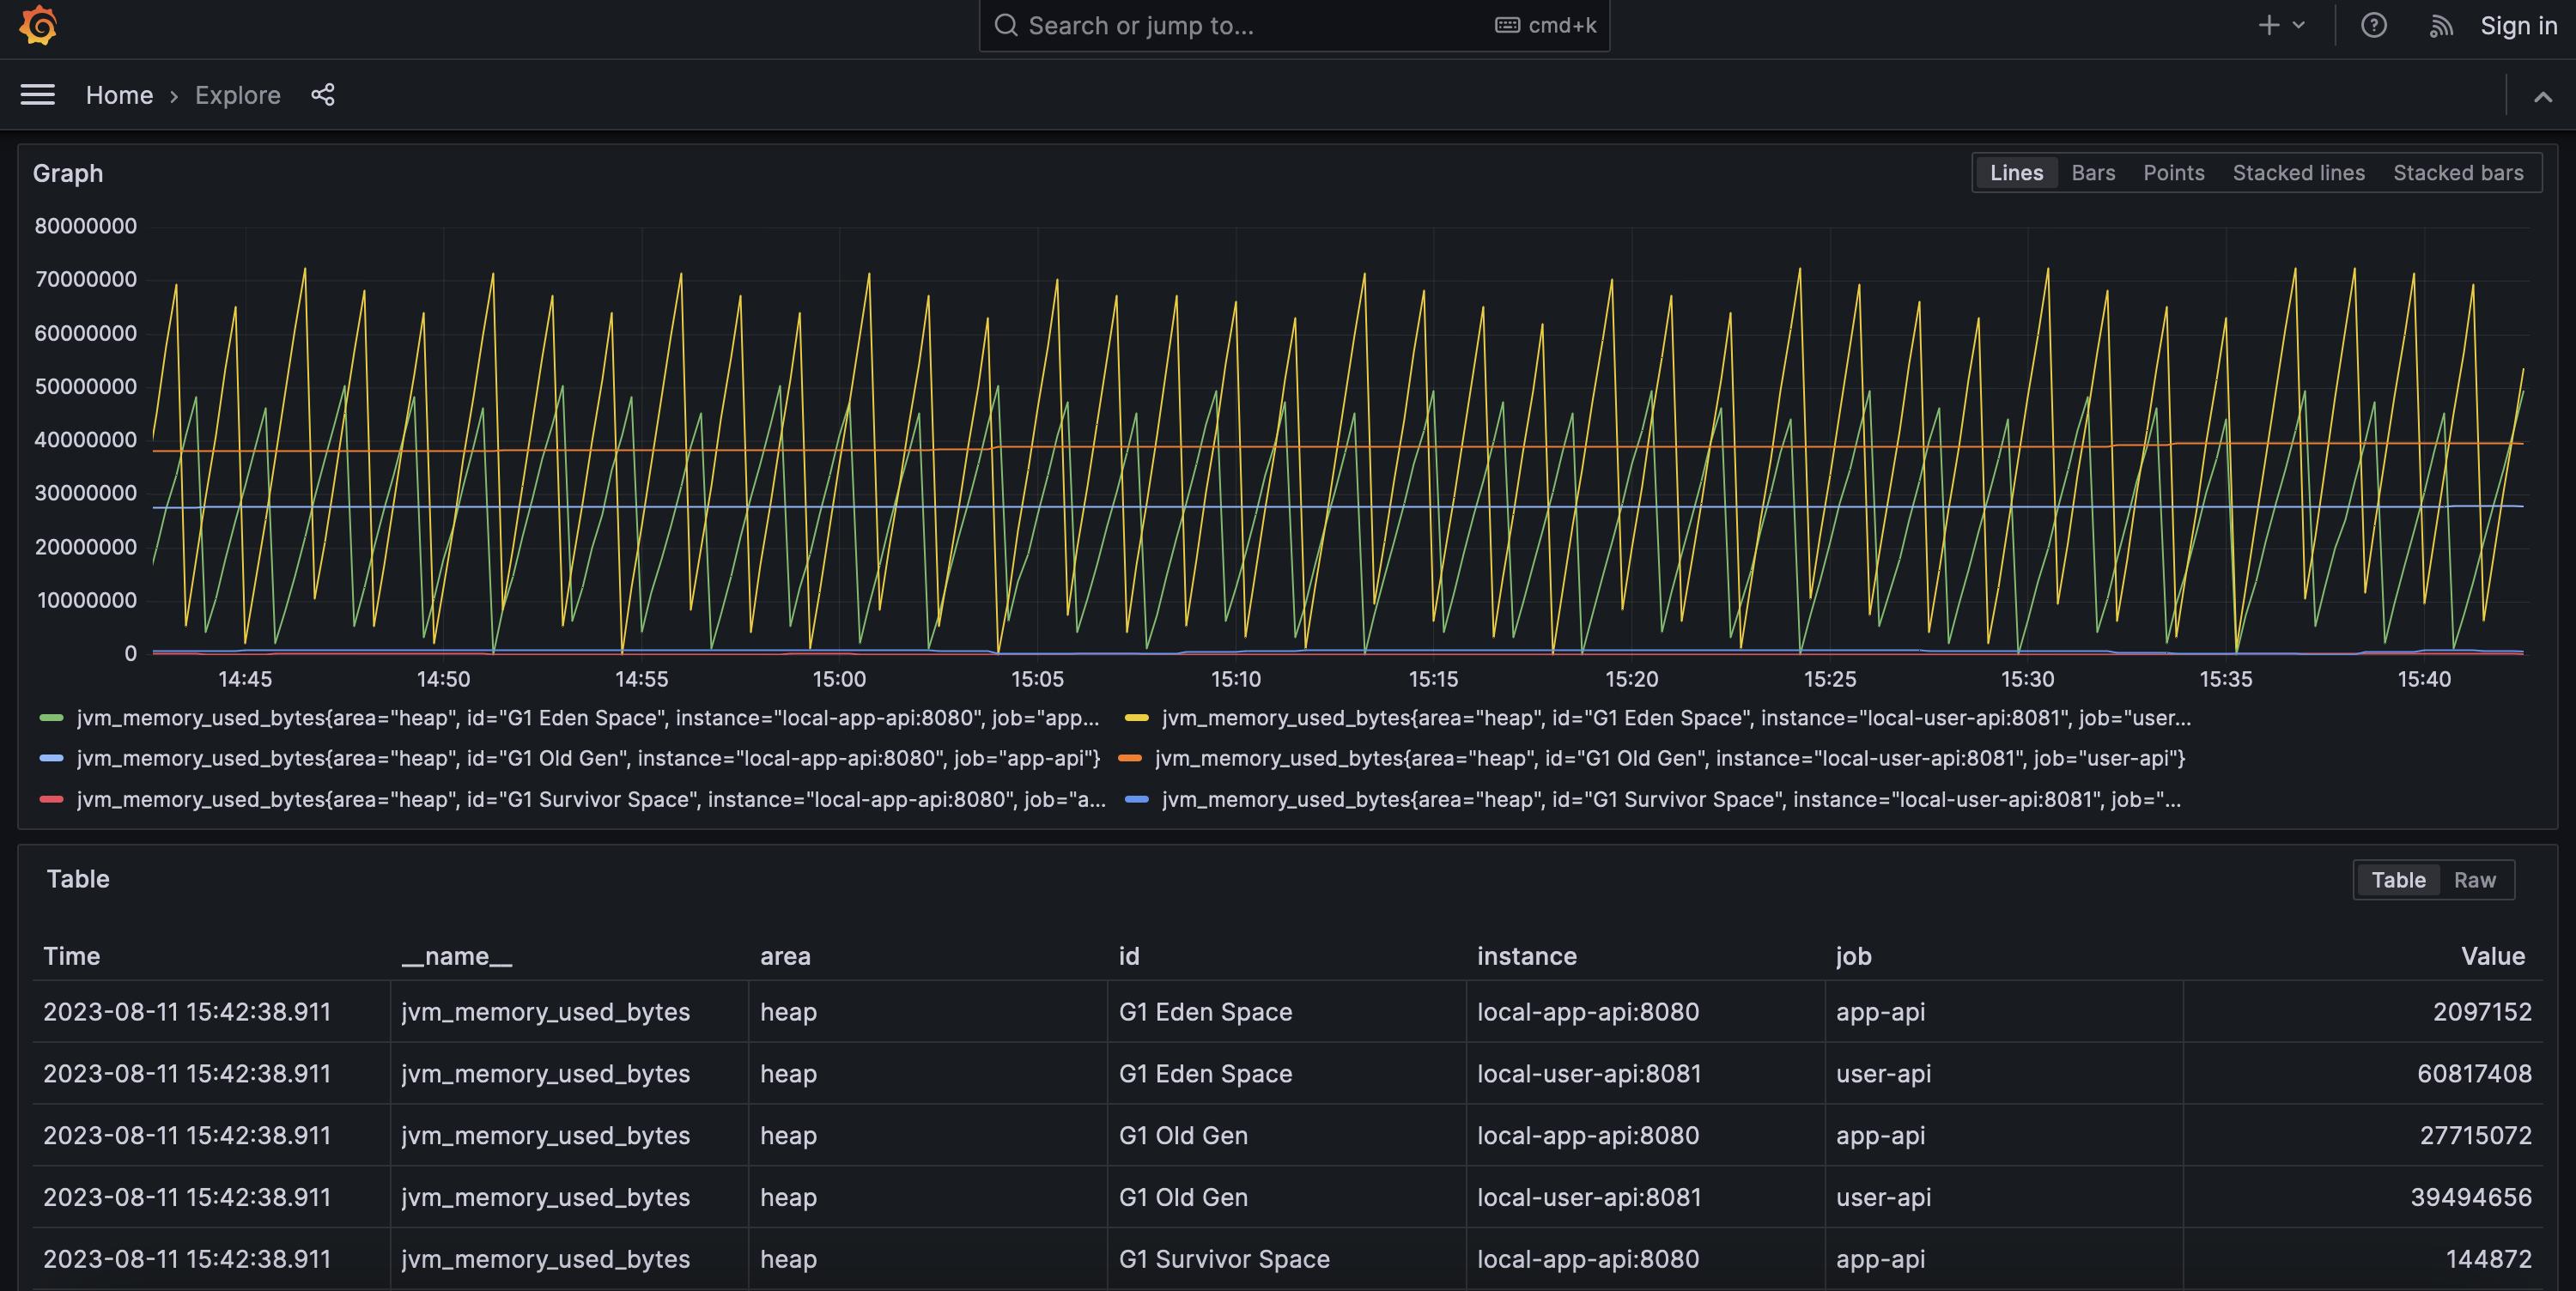 Search or jump to... cmd+k Sign in
Home › Explore
Graph Lines Bars Points Stacked lines Stacked bars
80000000
70000000
60000000
50000000
40000000
30000000
20000000
10000000
0
14:45 14:50 14:55 15:00 15:05 15:10 15:15 15:20 15:25 15:30 15:35 15:40
jvm_memory_used_bytes{area="heap", id="G1 Eden Space", instance="local-app-api:8080", job="app... jvm_memory_used_bytes{area="heap", id="G1 Eden Space", instance="local-user-api:8081", job="user...
jvm_memory_used_bytes{area="heap", id="G1 Old Gen", instance="local-app-api:8080", job="app-api"} jvm_memory_used_bytes{area="heap", id="G1 Old Gen", instance="local-user-api:8081", job="user-api"}
jvm_memory_used_bytes{area="heap", id="G1 Survivor Space", instance="local-app-api:8080", job="a... jvm_memory_used_bytes{area="heap", id="G1 Survivor Space", instance="local-user-api:8081", job="...
Table Table Raw
Time __name__ area id instance job Value
2023-08-11 15:42:38.911 jvm_memory_used_bytes heap G1 Eden Space local-app-api:8080 app-api 2097152
2023-08-11 15:42:38.911 jvm_memory_used_bytes heap G1 Eden Space local-user-api:8081 user-api 60817408
2023-08-11 15:42:38.911 jvm_memory_used_bytes heap G1 Old Gen local-app-api:8080 app-api 27715072
2023-08-11 15:42:38.911 jvm_memory_used_bytes heap G1 Old Gen local-user-api:8081 user-api 39494656
2023-08-11 15:42:38.911 jvm_memory_used_bytes heap G1 Survivor Space local-app-api:8080 app-api 144872